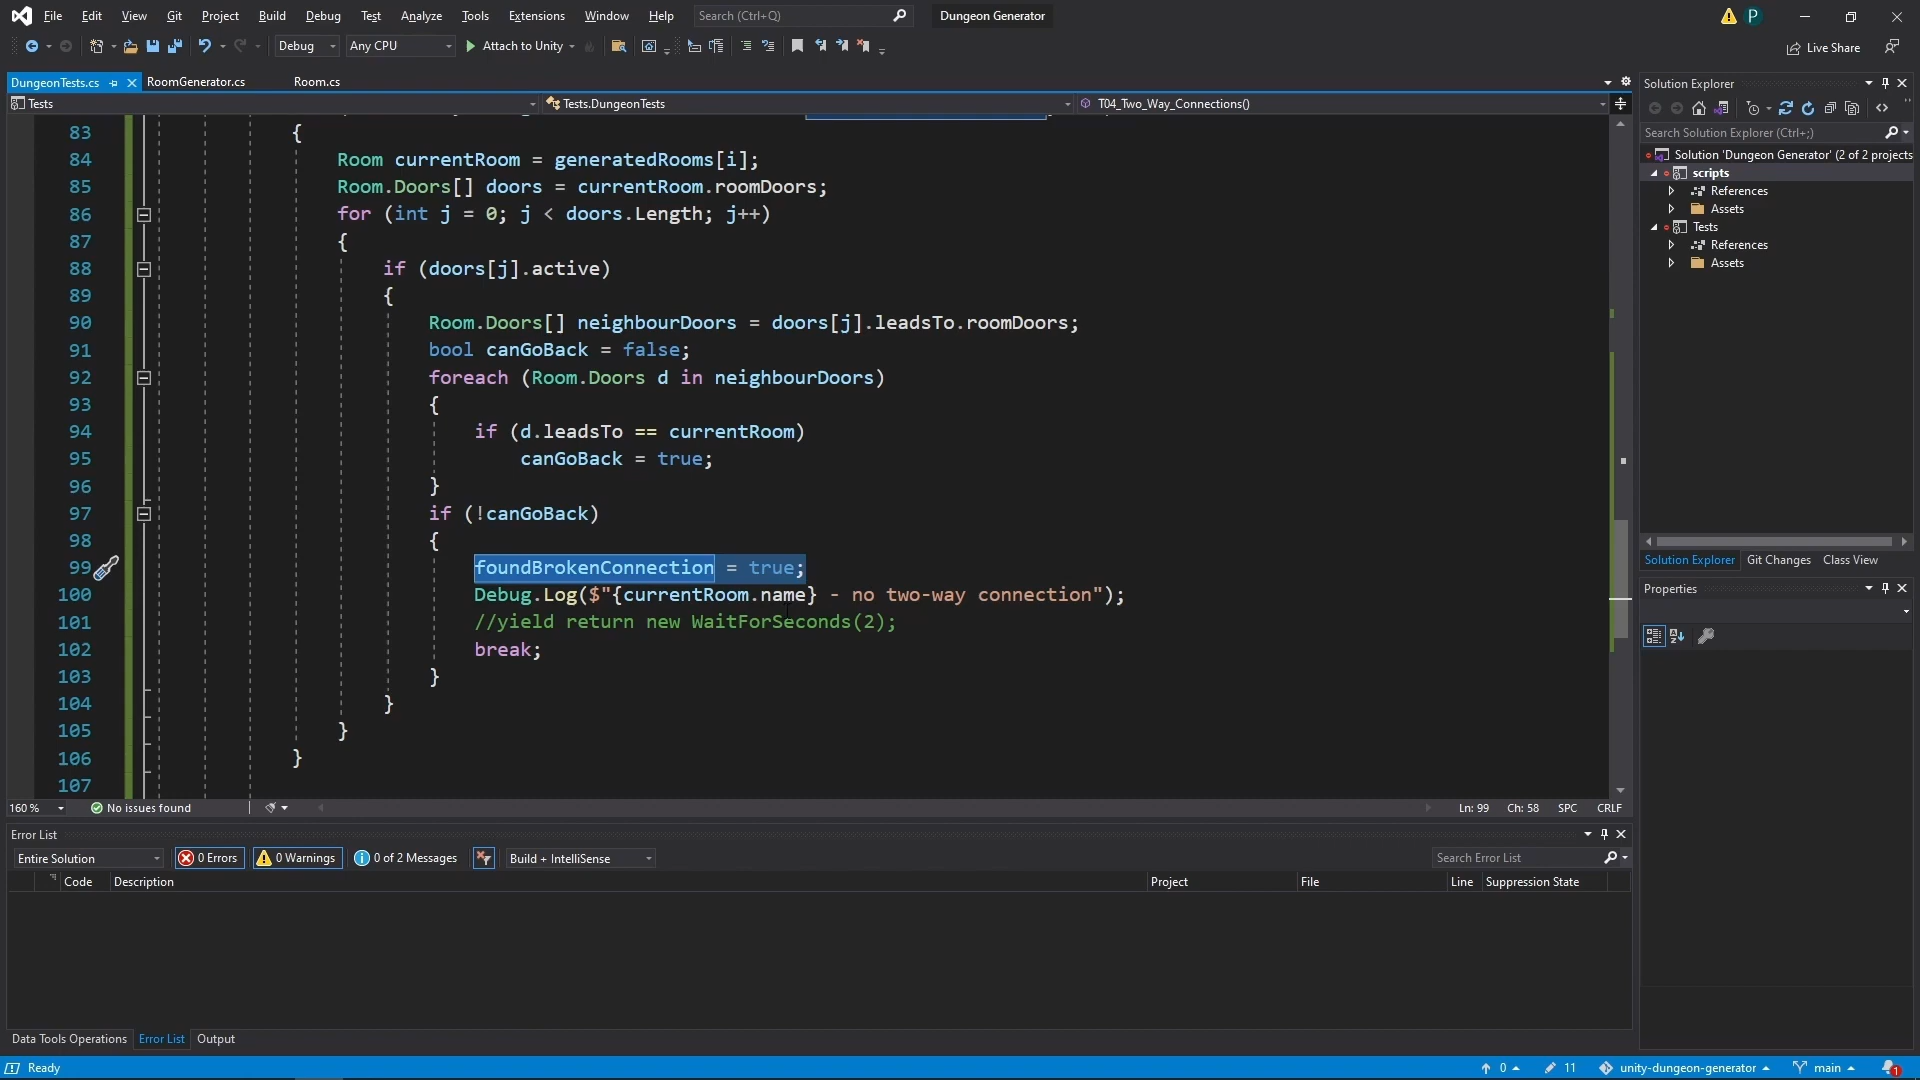 File Edit View Git Project Build Debug Test Analyze Tools Extensions Window Help Search (Ctrl+Q) Dungeon Generator P
Debug Any CPU Attach to Unity Live Share
DungeonTests.cs RoomGenerator.cs Room.cs
Tests Tests.DungeonTests T04_Two_Way_Connections()
83 {
84 Room currentRoom = generatedRooms[i];
85 Room.Doors[] doors = currentRoom.roomDoors;
86 for (int j = 0; j < doors.Length; j++)
87 {
88 if (doors[j].active)
89 {
90 Room.Doors[] neighbourDoors = doors[j].leadsTo.roomDoors;
91 bool canGoBack = false;
92 foreach (Room.Doors d in neighbourDoors)
93 {
94 if (d.leadsTo == currentRoom)
95 canGoBack = true;
96 }
97 if (!canGoBack)
98 {
99 foundBrokenConnection = true;
100 Debug.Log($"{currentRoom.name} - no two-way connection");
101 //yield return new WaitForSeconds(2);
102 break;
103 }
104 }
105 }
106 }
107
160 % No issues found Ln: 99 Ch: 58 SPC CRLF
Error List
Entire Solution 0 Errors 0 Warnings 0 of 2 Messages Build + IntelliSense Search Error List
Code Description Project File Line Suppression State
Data Tools Operations Error List Output
Solution Explorer
Search Solution Explorer (Ctrl+;)
Solution 'Dungeon Generator' (2 of 2 projects
scripts
References
Assets
Tests
References
Assets
Solution Explorer Git Changes Class View
Properties
Ready 0 11 unity-dungeon-generator main 1